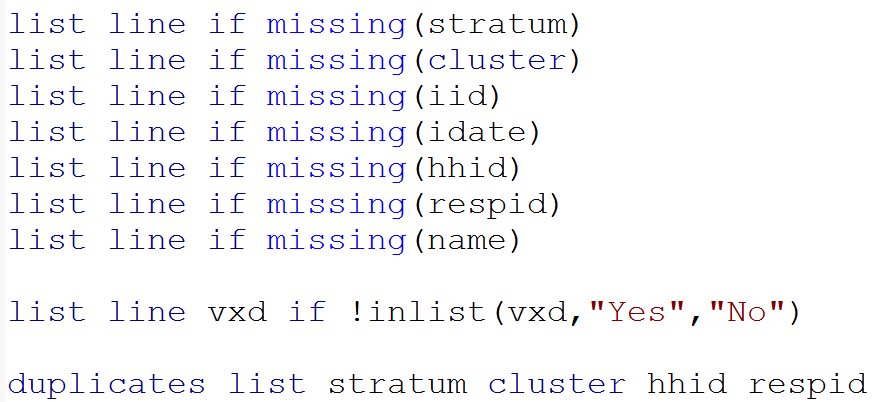 list line if missing(stratum)
list line if missing(cluster)
list line if missing(iid)
list line if missing(idate)
list line if missing(hhid)
list line if missing(respid)
list line if missing(name)
list line vxd if !inlist(vxd,"Yes","No")
duplicates list stratum cluster hhid respid